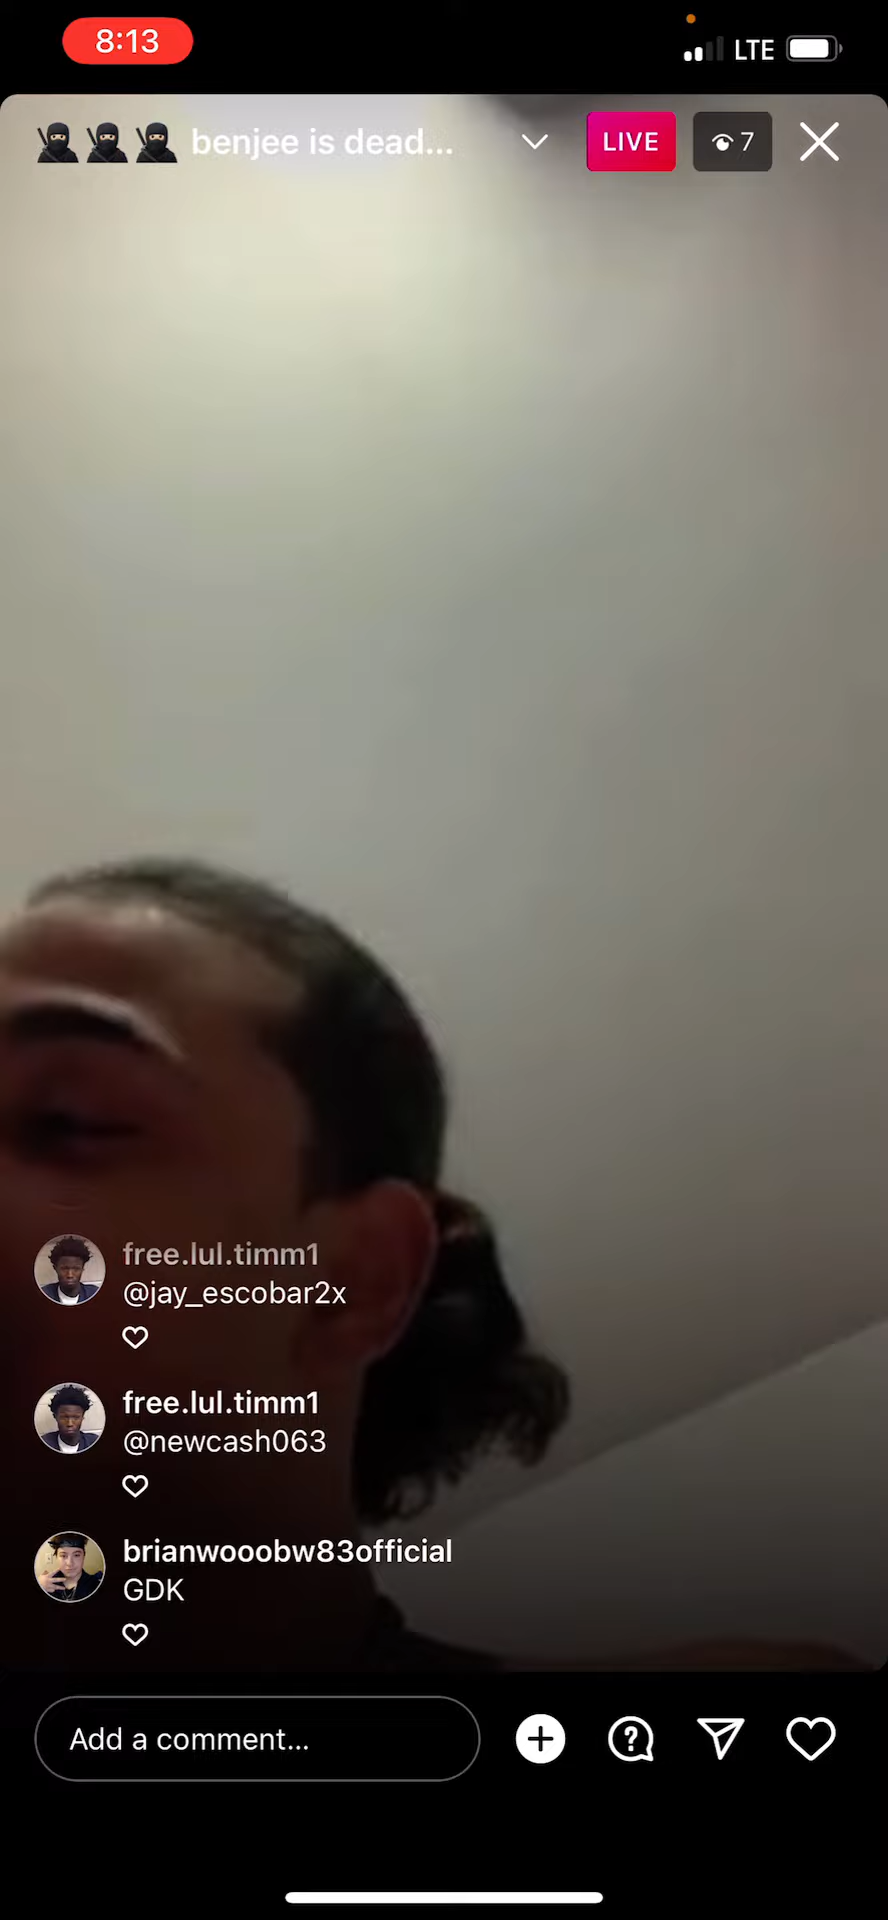 8:13
LTE
benjee is dead...
LIVE
7
free.lul.timm1
@jay_escobar2x
free.lul.timm1
@newcash063
brianwooobw83official
GDK
Add a comment...